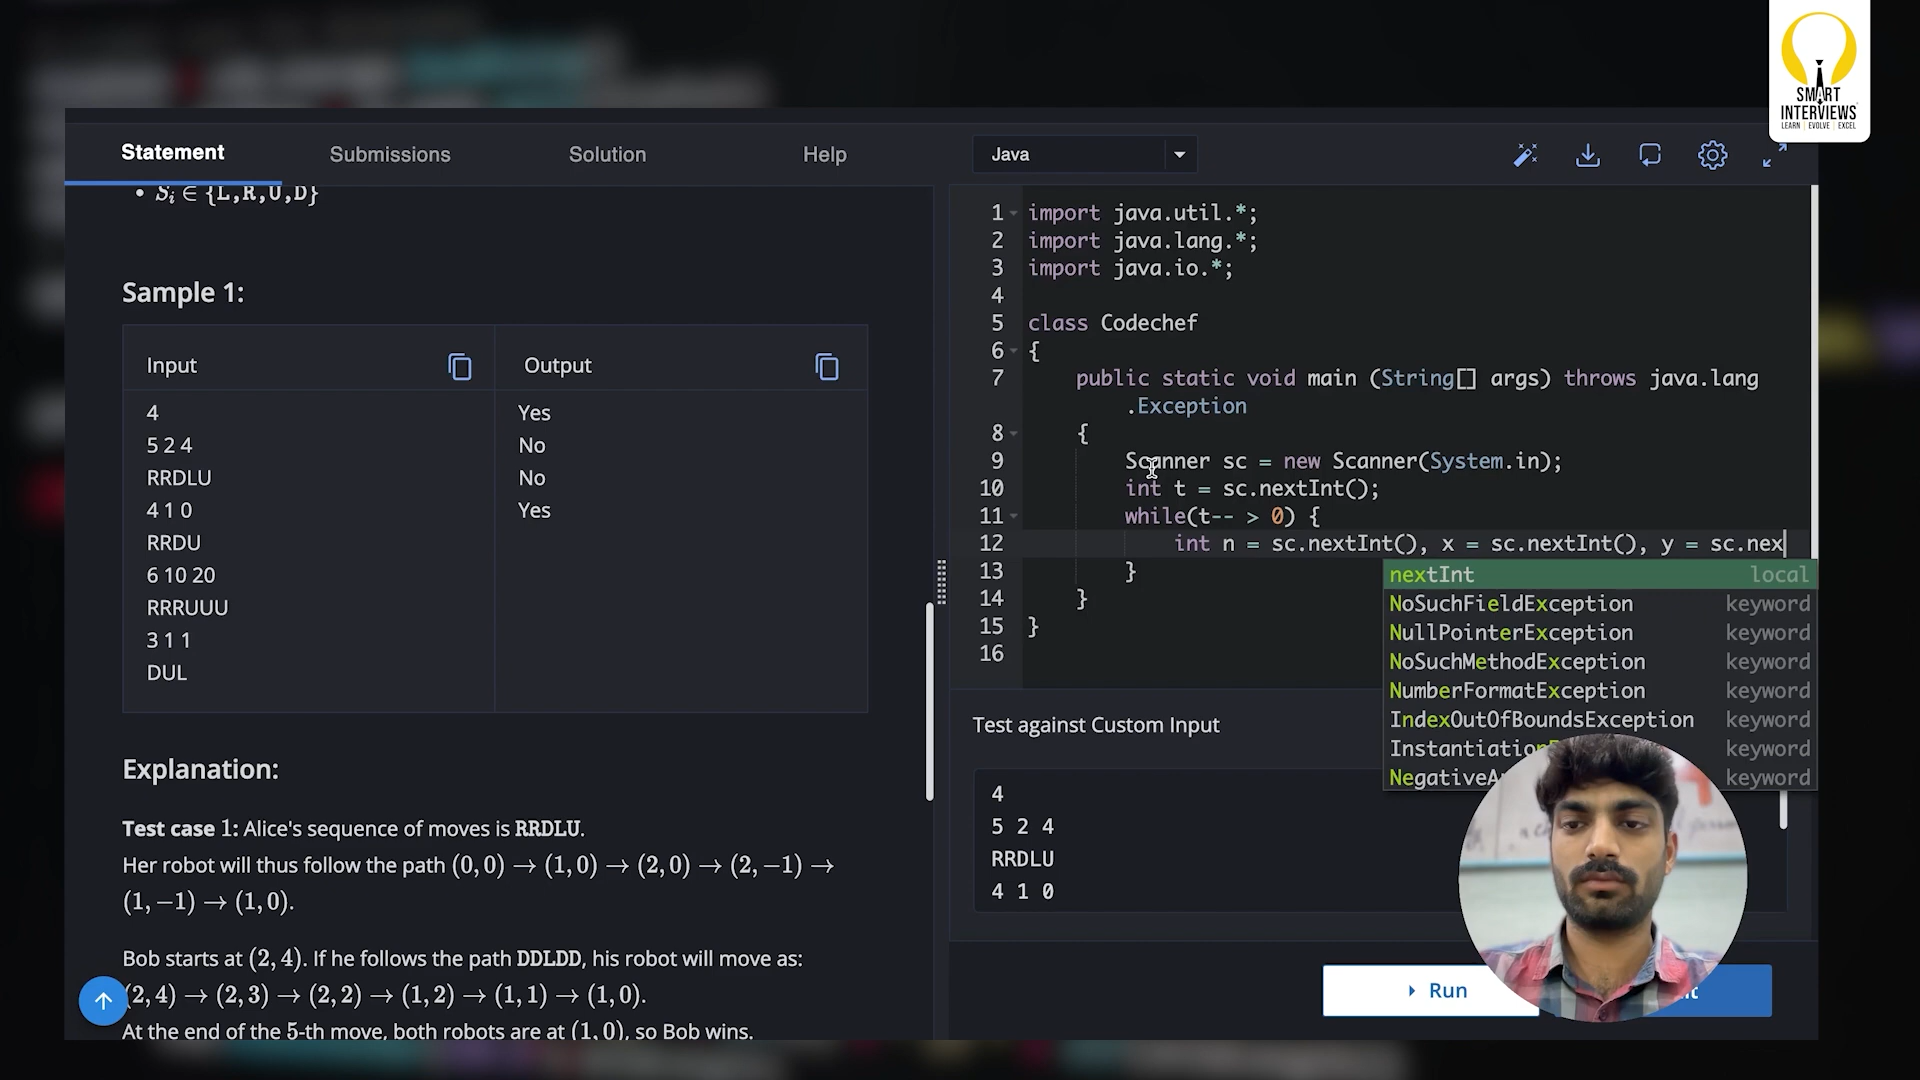 SMART
INTERVIEWS
LEARN | EVOLVE | EXCEL
Statement
Submissions
Solution
Help
Java
• Sᵢ ∈ {L,R,U,D}
Sample 1:
Input
Output
4
5 2 4
RRDLU
4 1 0
RRDU
6 10 20
RRRUUU
3 1 1
DUL
Yes
No
No
Yes
Explanation:
Test case 1: Alice's sequence of moves is RRDLU.
Her robot will thus follow the path (0, 0) → (1, 0) → (2, 0) → (2, −1) →
(1, −1) → (1, 0).
Bob starts at (2, 4). If he follows the path DDLDD, his robot will move as:
(2, 4) → (2, 3) → (2, 2) → (1, 2) → (1, 1) → (1, 0).
At the end of the 5-th move, both robots are at (1, 0), so Bob wins.
1 import java.util.*;
2 import java.lang.*;
3 import java.io.*;
4
5 class Codechef
6 {
7 public static void main (String[] args) throws java.lang
.Exception
8 {
9 Scanner sc = new Scanner(System.in);
10 int t = sc.nextInt();
11 while(t-- > 0) {
12 int n = sc.nextInt(), x = sc.nextInt(), y = sc.nex
13 }
14 }
15 }
16
nextInt local
NoSuchFieldException keyword
NullPointerException keyword
NoSuchMethodException keyword
NumberFormatException keyword
IndexOutOfBoundsException keyword
Instantiation keyword
NegativeA keyword
Test against Custom Input
4
5 2 4
RRDLU
4 1 0
Run